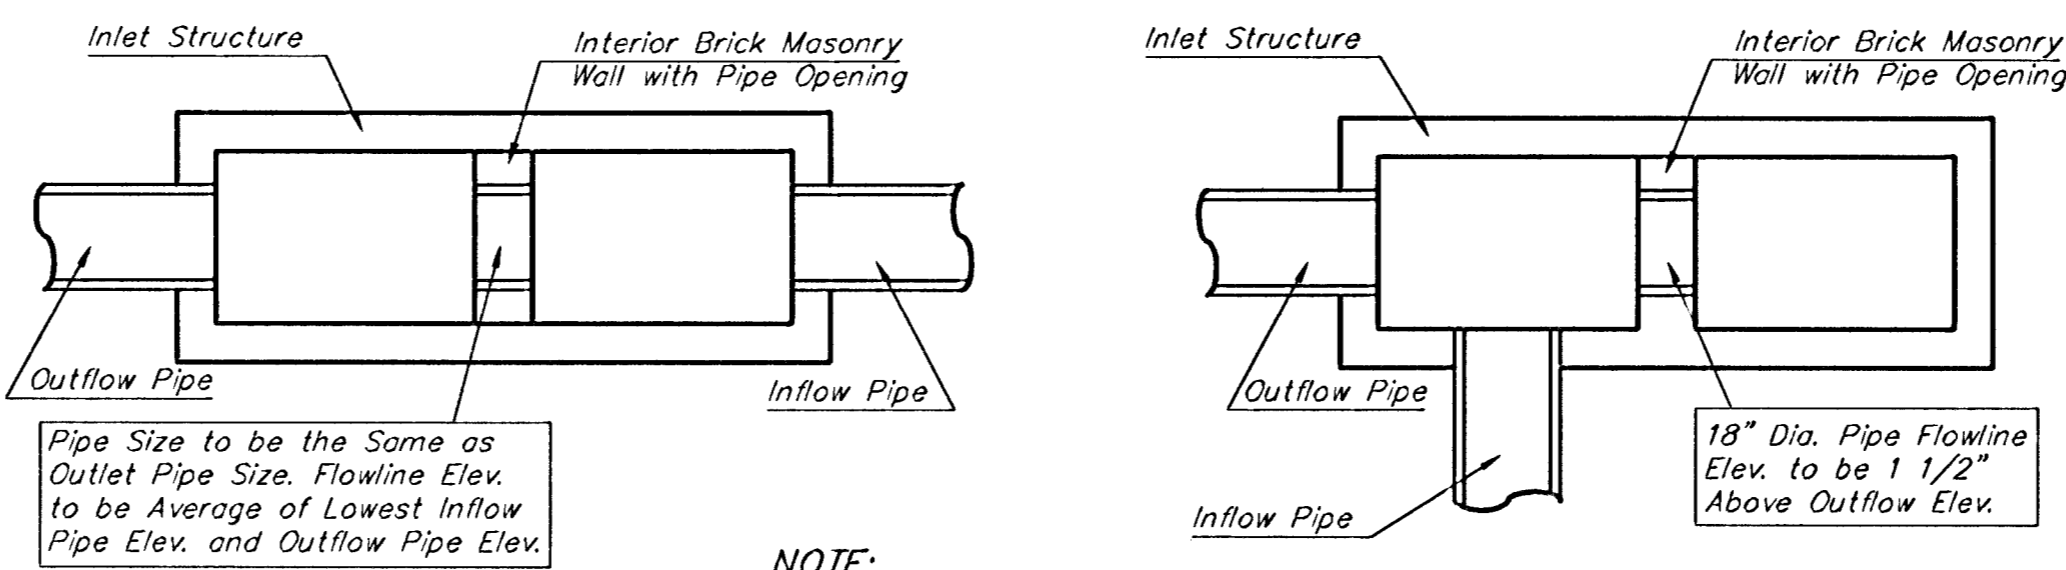 Inlet Structure
Interior Brick Masonry
Wall with Pipe Opening
Outflow Pipe
Inflow Pipe
Pipe Size to be the Same as
Outlet Pipe Size. Flowline Elev.
to be Average of Lowest Inflow
Pipe Elev. and Outflow Pipe Elev.
Inlet Structure
Interior Brick Masonry
Wall with Pipe Opening
Outflow Pipe
Inflow Pipe
18" Dia. Pipe Flowline
Elev. to be 1 1/2"
Above Outflow Elev.
NOTE: